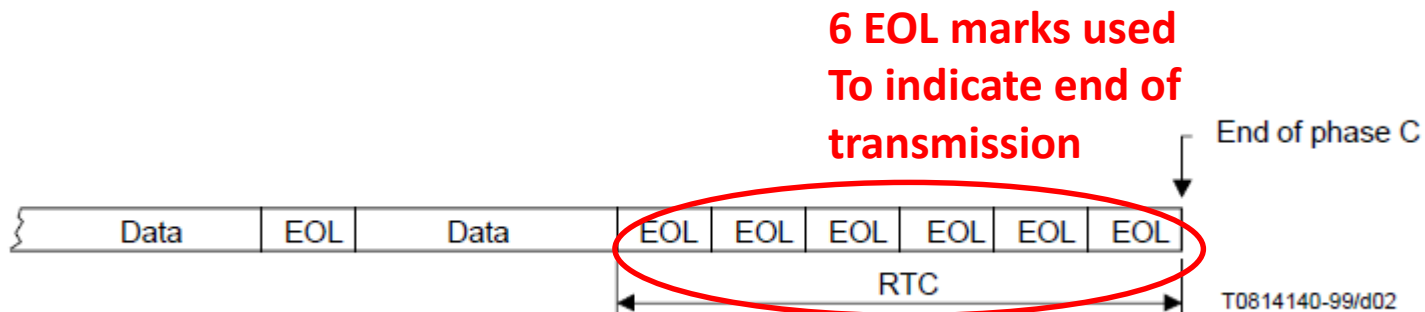 6 EOL marks used
To indicate end of
transmission
End of phase C
Data EOL Data EOL EOL EOL EOL EOL EOL
RTC
T0814140-99/d02